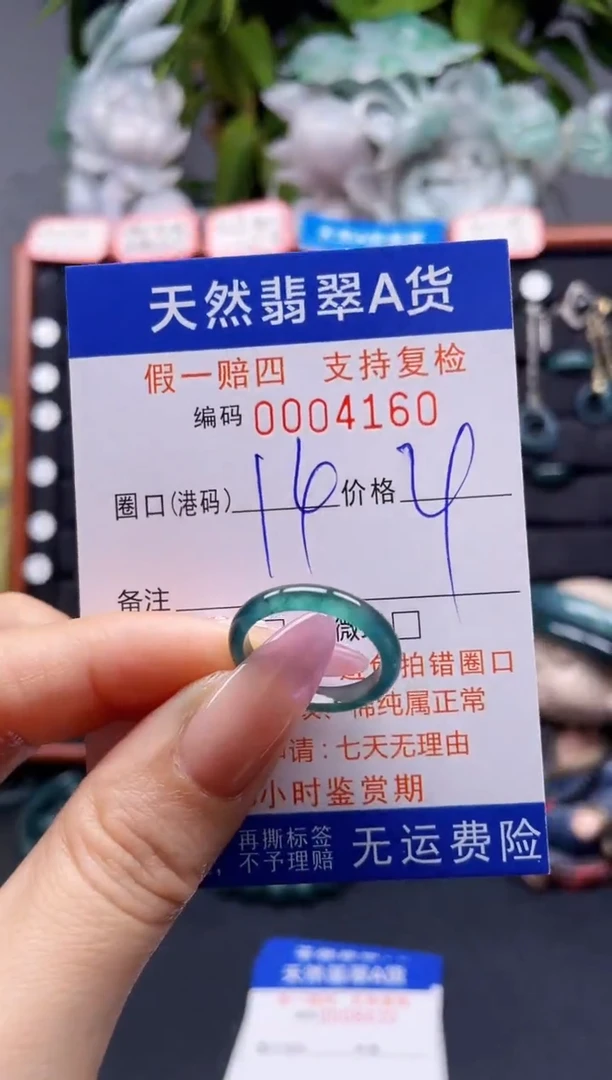 天然翡翠A货
假一赔四 支持复检
编码 0004160
圈口(港码) 14 价格 4
备注
微
拍错圈口
纯属正常
请:七天无理由
小时鉴赏期
再撕标签
不予理赔
无运费险
天然翡翠A货